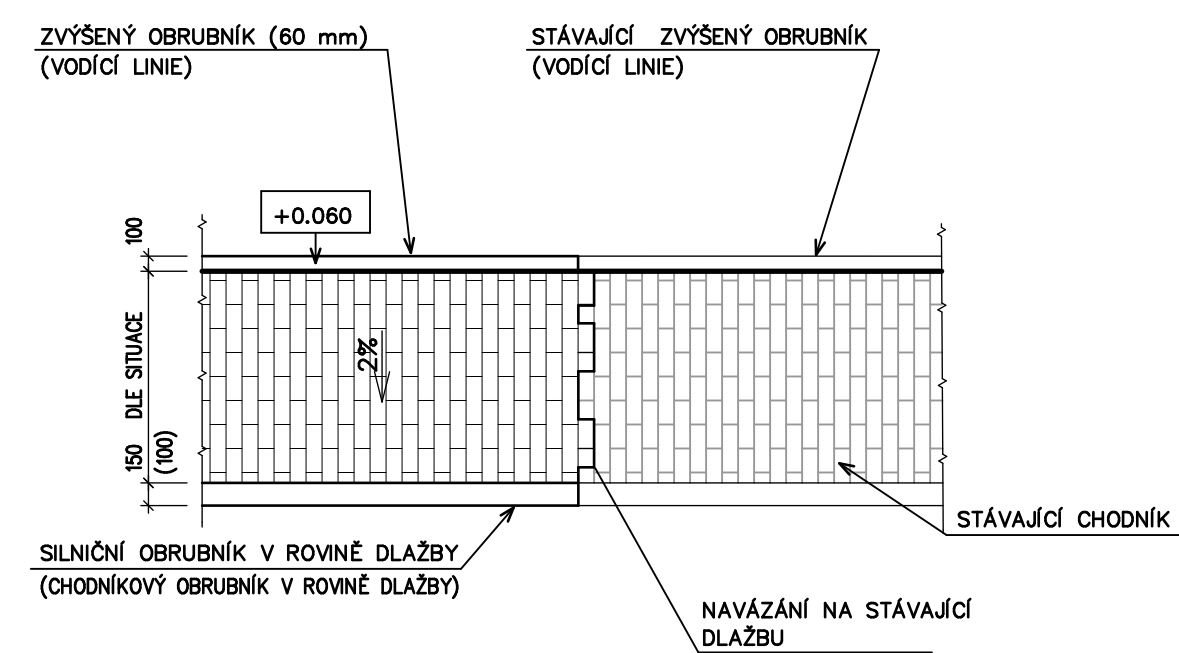 ZVÝŠENÝ OBRUBNÍK (60 mm)
(VODÍCÍ LINIE)
STÁVAJÍCÍ ZVÝŠENÝ OBRUBNÍK
(VODÍCÍ LINIE)
+0.060
100
DLE SITUACE
2%
150
(100)
STÁVAJÍCÍ CHODNÍK
SILNIČNÍ OBRUBNÍK V ROVINĚ DLAŽBY
(CHODNÍKOVÝ OBRUBNÍK V ROVINĚ DLAŽBY)
NAVÁZÁNÍ NA STÁVAJÍCÍ
DLAŽBU